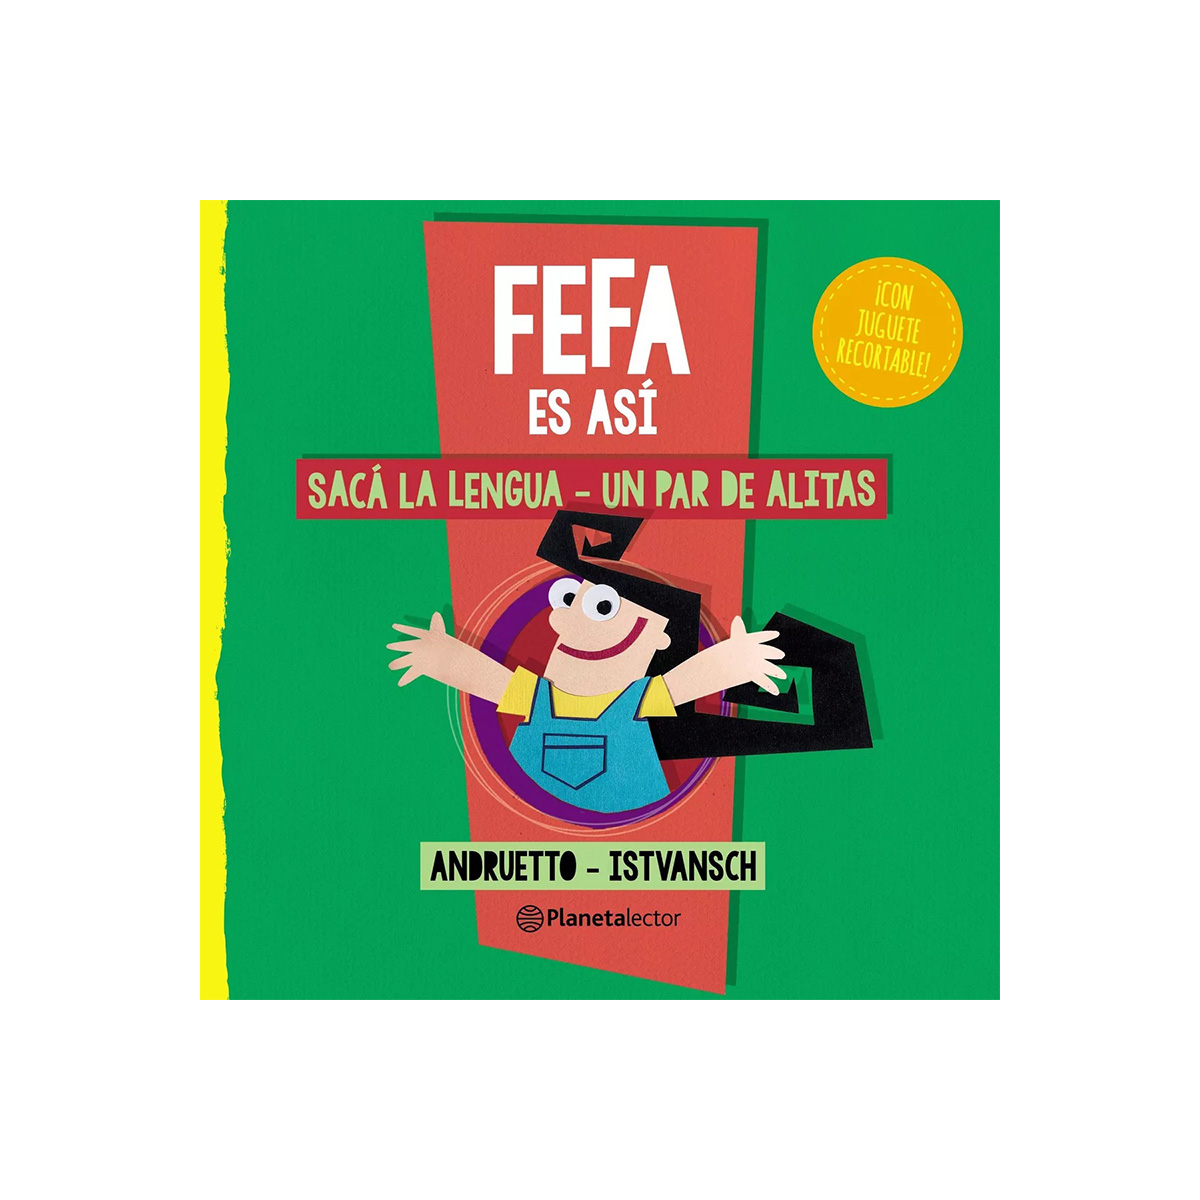 FEFA
ES ASÍ
¡CON
JUGUETE
RECORTABLE!
SACÁ LA LENGUA – UN PAR DE ALITAS
ANDRUETTO – ISTVANSCH
Planetalector